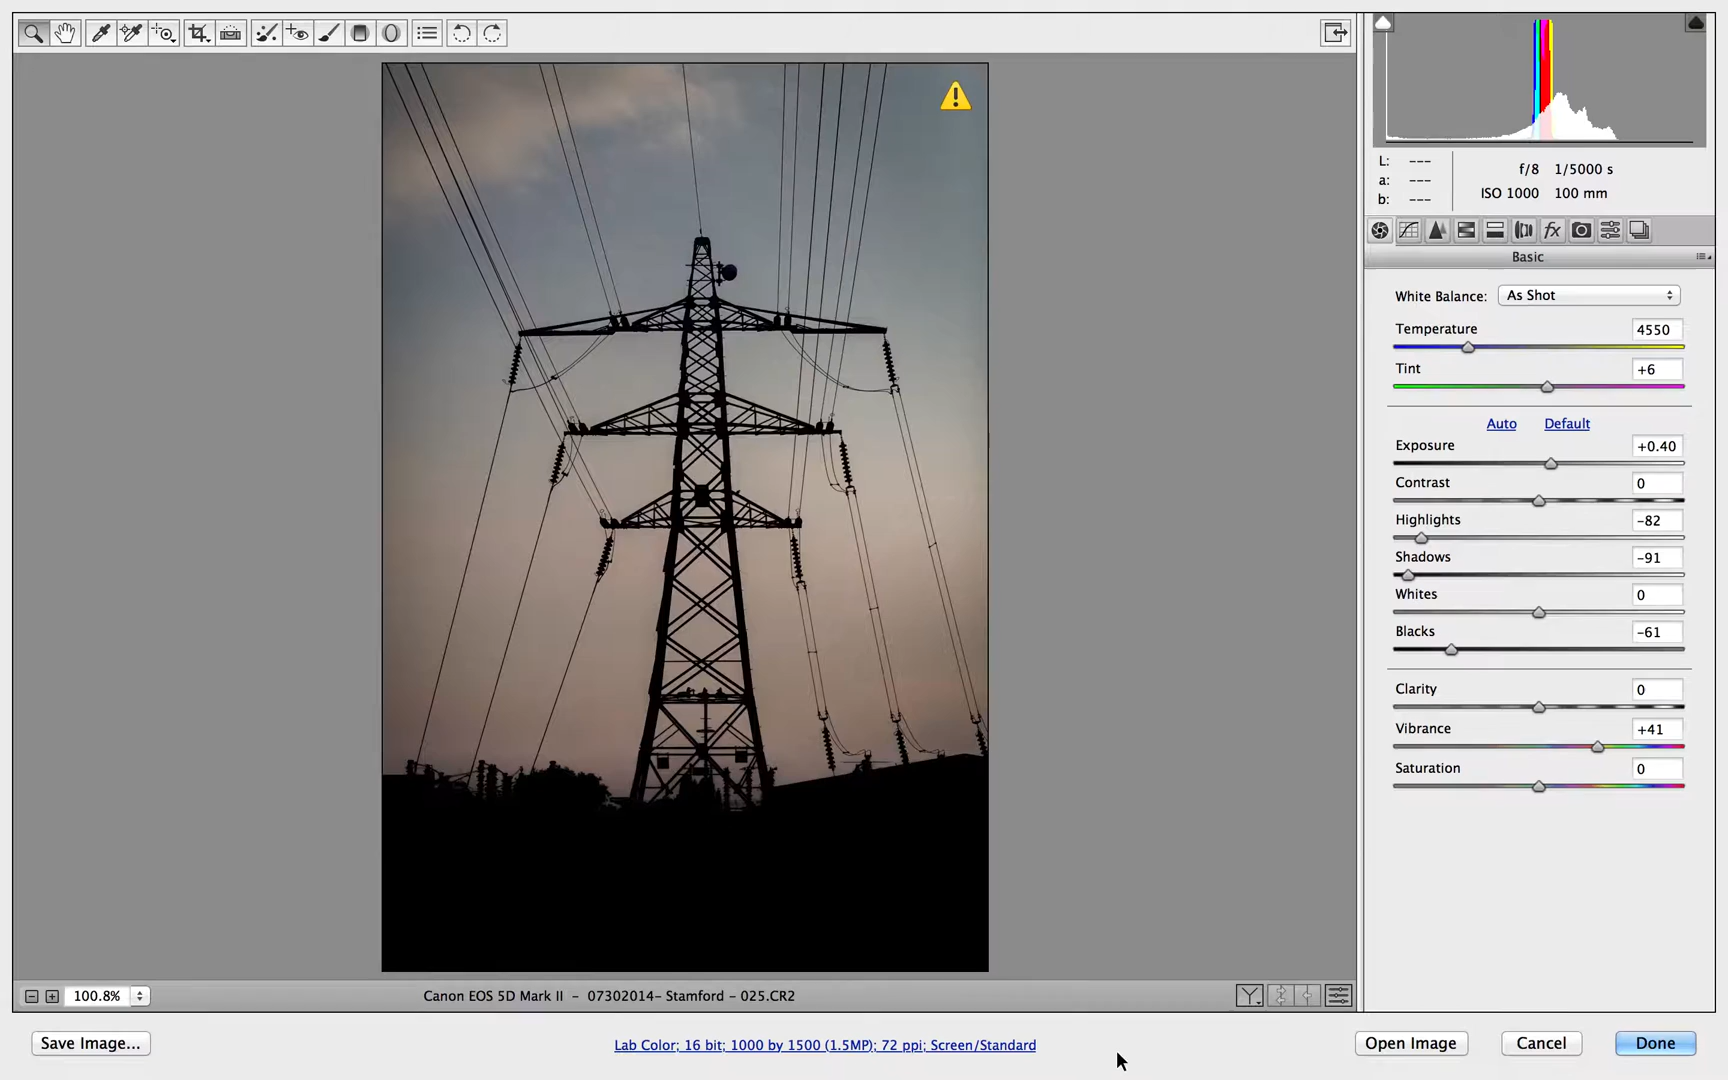 L: ---
a: ---
b: ---
f/8 1/5000 s
ISO 1000 100 mm
fx
Basic
White Balance: As Shot
Temperature 4550
Tint +6
Auto Default
Exposure +0.40
Contrast 0
Highlights -82
Shadows -91
Whites 0
Blacks -61
Clarity 0
Vibrance +41
Saturation 0
100.8%
Canon EOS 5D Mark II - 07302014- Stamford - 025.CR2
Y
Save Image...
Lab Color; 16 bit; 1000 by 1500 (1.5MP); 72 ppi; Screen/Standard
Open Image
Cancel
Done